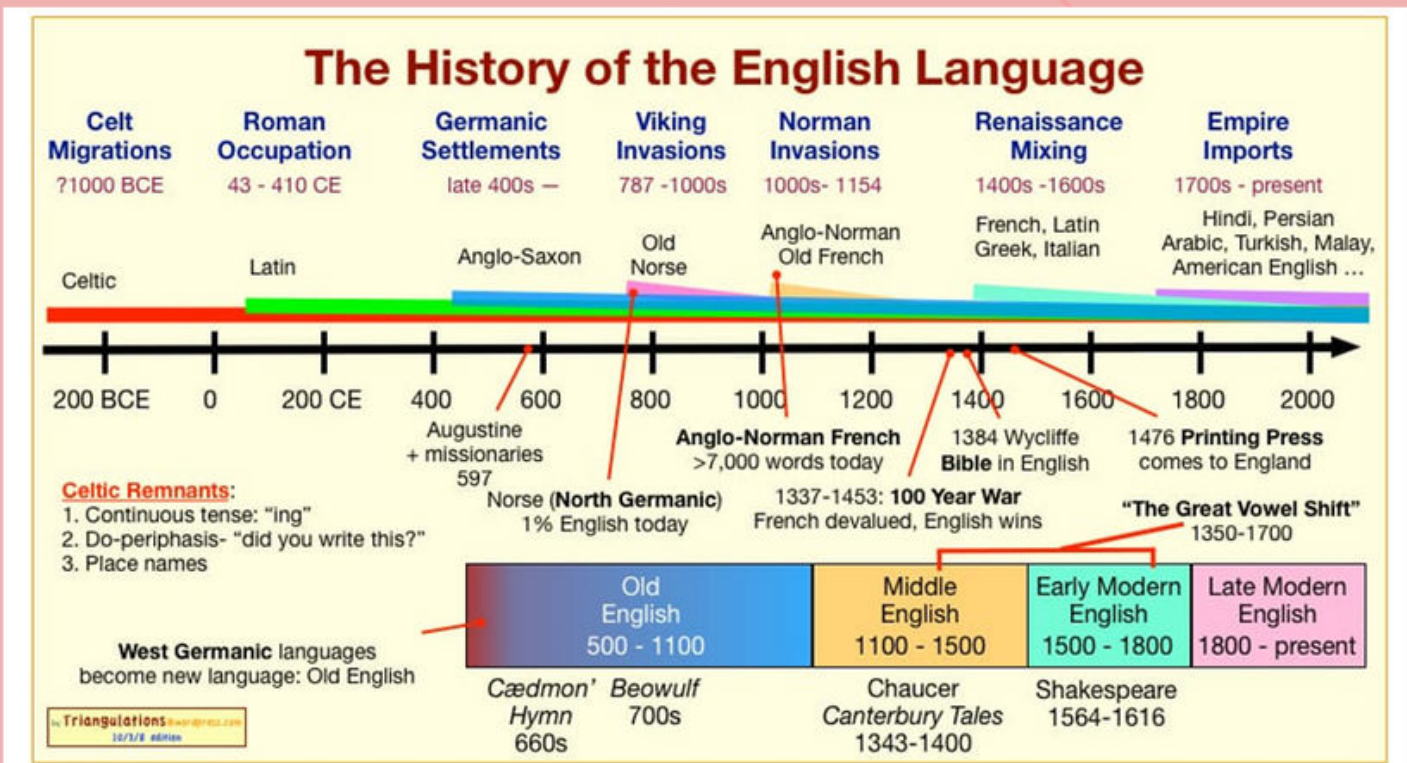 The History of the English Language
Celt
Migrations
?1000 BCE
Roman
Occupation
43 - 410 CE
Germanic
Settlements
late 400s —
Viking
Invasions
787 -1000s
Norman
Invasions
1000s- 1154
Renaissance
Mixing
1400s -1600s
Empire
Imports
1700s - present
Celtic
Latin
Anglo-Saxon
Old
Norse
Anglo-Norman
Old French
French, Latin
Greek, Italian
Hindi, Persian
Arabic, Turkish, Malay,
American English ...
200 BCE 0 200 CE 400 600 800 1000 1200 1400 1600 1800 2000
Augustine
+ missionaries
597
Norse (North Germanic)
1% English today
Anglo-Norman French
>7,000 words today
1337-1453: 100 Year War
French devalued, English wins
1384 Wycliffe
Bible in English
1476 Printing Press
comes to England
"The Great Vowel Shift"
1350-1700
Celtic Remnants:
1. Continuous tense: "ing"
2. Do-periphasis- "did you write this?"
3. Place names
West Germanic languages
become new language: Old English
Old
English
500 - 1100
Middle
English
1100 - 1500
Early Modern
English
1500 - 1800
Late Modern
English
1800 - present
Cædmon'
Hymn
660s
Beowulf
700s
Chaucer
Canterbury Tales
1343-1400
Shakespeare
1564-1616
by Triangulations@wordpress.com
10/3/8 edition